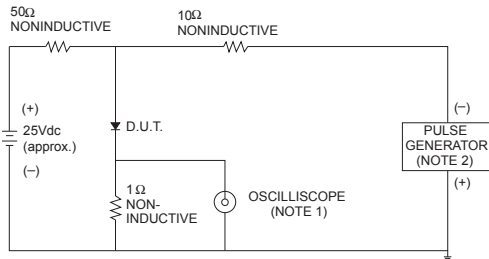 50Ω
NONINDUCTIVE
10Ω
NONINDUCTIVE
(+)
25Vdc
(approx.)
(–)
D.U.T.
1Ω
NON-
INDUCTIVE
OSCILLISCOPE
(NOTE 1)
(–)
PULSE
GENERATOR
(NOTE 2)
(+)